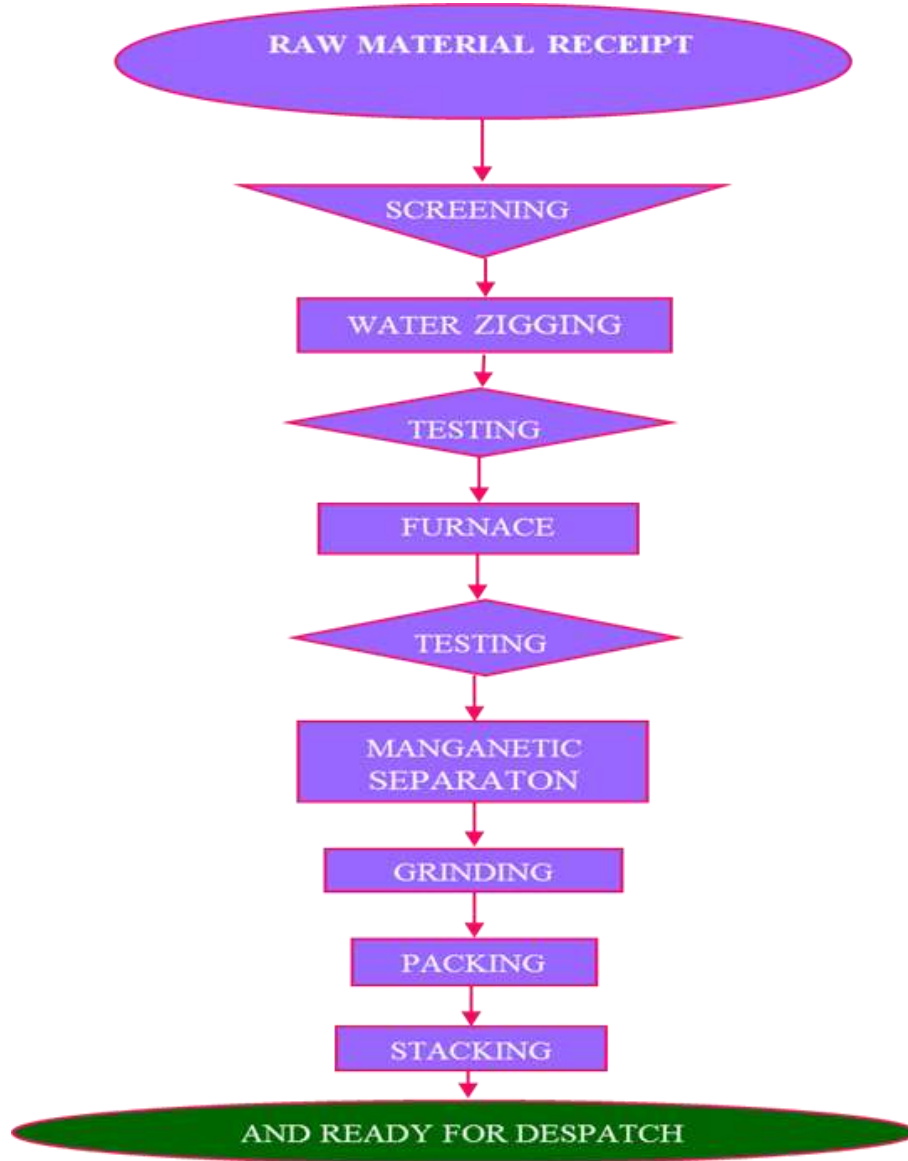 RAW MATERIAL RECEIPT
SCREENING
WATER ZIGGING
TESTING
FURNACE
TESTING
MANGANETIC
SEPARATON
GRINDING
PACKING
STACKING
AND READY FOR DESPATCH